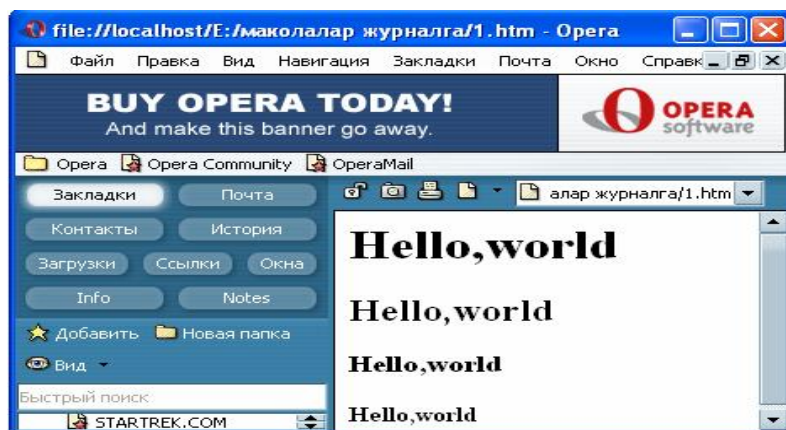 file://localhost/E:/маколалар журналга/1.htm - Opera
Файл Правка Вид Навигация Закладки Почта Окно Справк
BUY OPERA TODAY!
And make this banner go away.
OPERA
software
Opera Opera Community OperaMail
Закладки Почта
алар журналга/1.htm
Контакты История
Загрузки Ссылки Окна
Info Notes
Добавить Новая папка
Вид
Быстрый поиск
STARTREK.COM
Hello,world
Hello,world
Hello,world
Hello,world